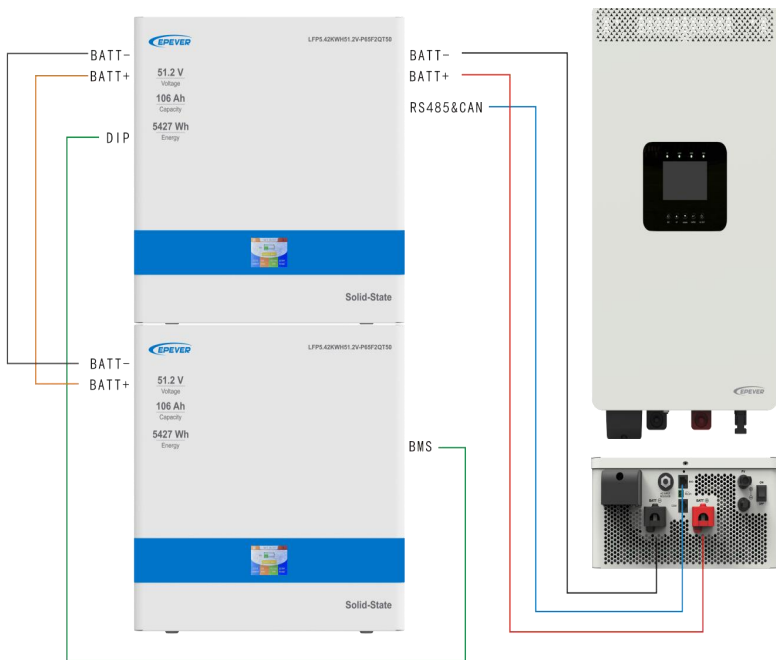 BATT-
BATT+
DIP
EPEVER
LFP5.42KWH51.2V-P65F2QT50
51.2 V
Voltage
106 Ah
Capacity
5427 Wh
Energy
Solid-State
BATT-
BATT+
RS485&CAN
BATT-
BATT+
EPEVER
LFP5.42KWH51.2V-P65F2QT50
51.2 V
Voltage
106 Ah
Capacity
5427 Wh
Energy
Solid-State
BMS
EPEVER
BATT
BATT